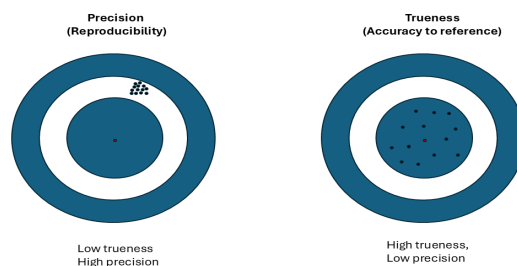 Precision
(Reproducibility)
Trueness
(Accuracy to reference)
Low trueness
High precision
High trueness,
Low precision